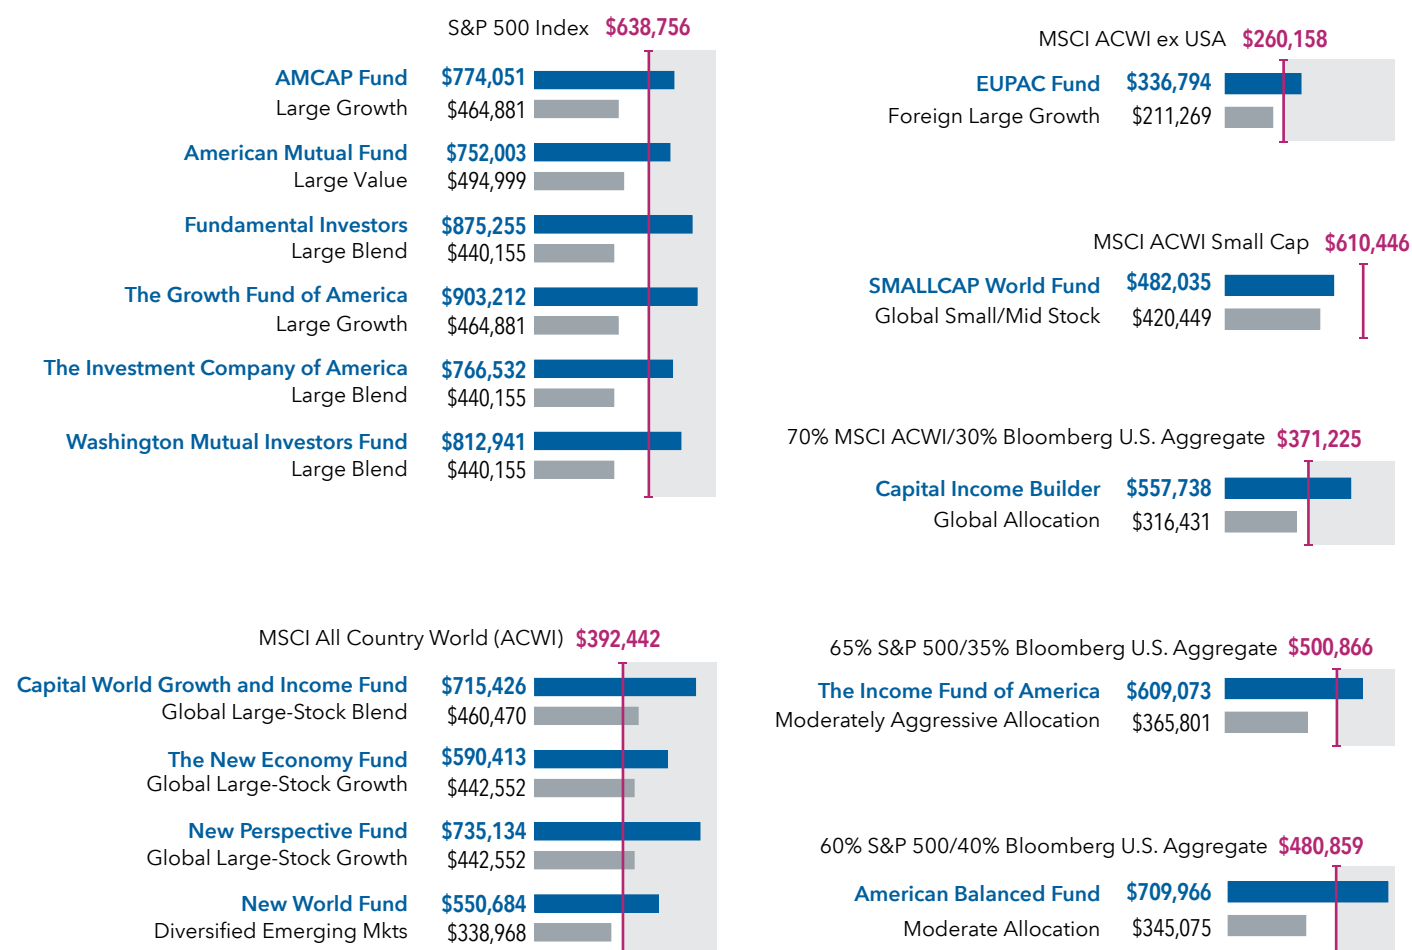 S&P 500 Index $638,756
AMCAP Fund $774,051
Large Growth $464,881
American Mutual Fund $752,003
Large Value $494,999
Fundamental Investors $875,255
Large Blend $440,155
The Growth Fund of America $903,212
Large Growth $464,881
The Investment Company of America $766,532
Large Blend $440,155
Washington Mutual Investors Fund $812,941
Large Blend $440,155
MSCI All Country World (ACWI) $392,442
Capital World Growth and Income Fund $715,426
Global Large-Stock Blend $460,470
The New Economy Fund $590,413
Global Large-Stock Growth $442,552
New Perspective Fund $735,134
Global Large-Stock Growth $442,552
New World Fund $550,684
Diversified Emerging Mkts $338,968
MSCI ACWI ex USA $260,158
EUPAC Fund $336,794
Foreign Large Growth $211,269
MSCI ACWI Small Cap $610,446
SMALLCAP World Fund $482,035
Global Small/Mid Stock $420,449
70% MSCI ACWI/30% Bloomberg U.S. Aggregate $371,225
Capital Income Builder $557,738
Global Allocation $316,431
65% S&P 500/35% Bloomberg U.S. Aggregate $500,866
The Income Fund of America $609,073
Moderately Aggressive Allocation $365,801
60% S&P 500/40% Bloomberg U.S. Aggregate $480,859
American Balanced Fund $709,966
Moderate Allocation $345,075